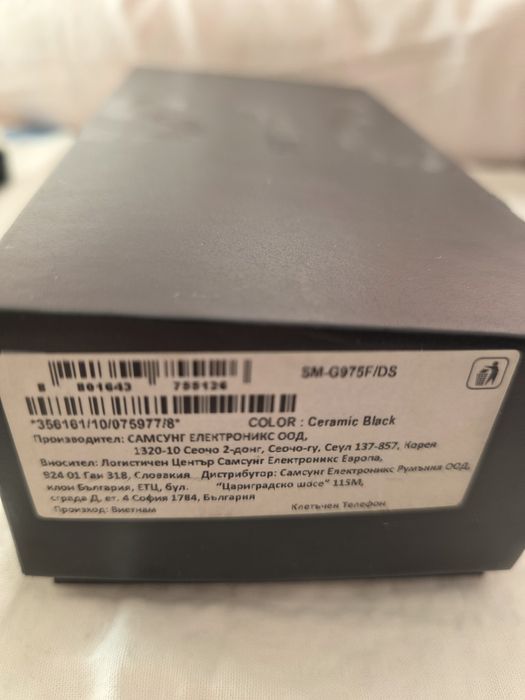 SM-G975F/DS
8 801643 755126
*356161/10/075977/8* COLOR : Ceramic Black
Производител: САМСУНГ ЕЛЕКТРОНИКС ООД,
1320-10 Сеочо 2-донг, Сеочо-гу, Сеул 137-857, Корея
Вносител: Логистичен Център Самсунг Електроникс Европа,
924 01 Ган 318, Словакия Дистрибутор: Самсунг Електроникс Румъния ООД,
клон България, ЕТЦ, бул. "Цариградско шосе" 115М,
сграда Д, ет. 4 София 1784, България
Произход: Виетнам Клетъчен Телефон